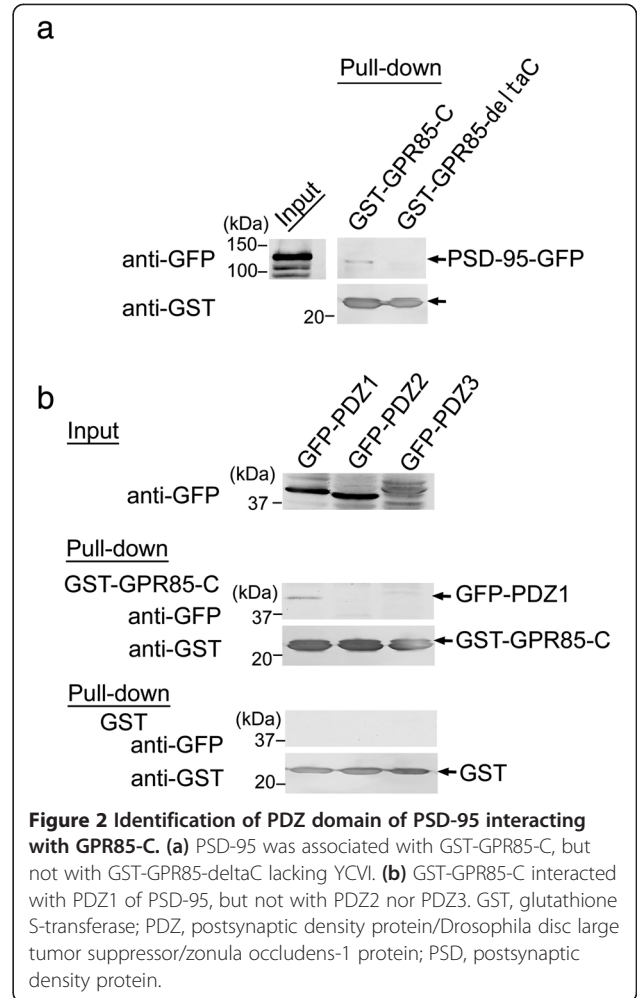 a
Pull-down
Input
GST-GPR85-C
GST-GPR85-deltaC
(kDa)
150
100
anti-GFP
PSD-95-GFP
anti-GST
20
b
Input
GFP-PDZ1
GFP-PDZ2
GFP-PDZ3
(kDa)
anti-GFP
37
Pull-down
GST-GPR85-C
(kDa)
anti-GFP
GFP-PDZ1
37
anti-GST
GST-GPR85-C
20
Pull-down
GST
(kDa)
anti-GFP
37
anti-GST
GST
20
Figure 2 Identification of PDZ domain of PSD-95 interacting
with GPR85-C. (a) PSD-95 was associated with GST-GPR85-C, but
not with GST-GPR85-deltaC lacking YCVI. (b) GST-GPR85-C interacted
with PDZ1 of PSD-95, but not with PDZ2 nor PDZ3. GST, glutathione
S-transferase; PDZ, postsynaptic density protein/Drosophila disc large
tumor suppressor/zonula occludens-1 protein; PSD, postsynaptic
density protein.